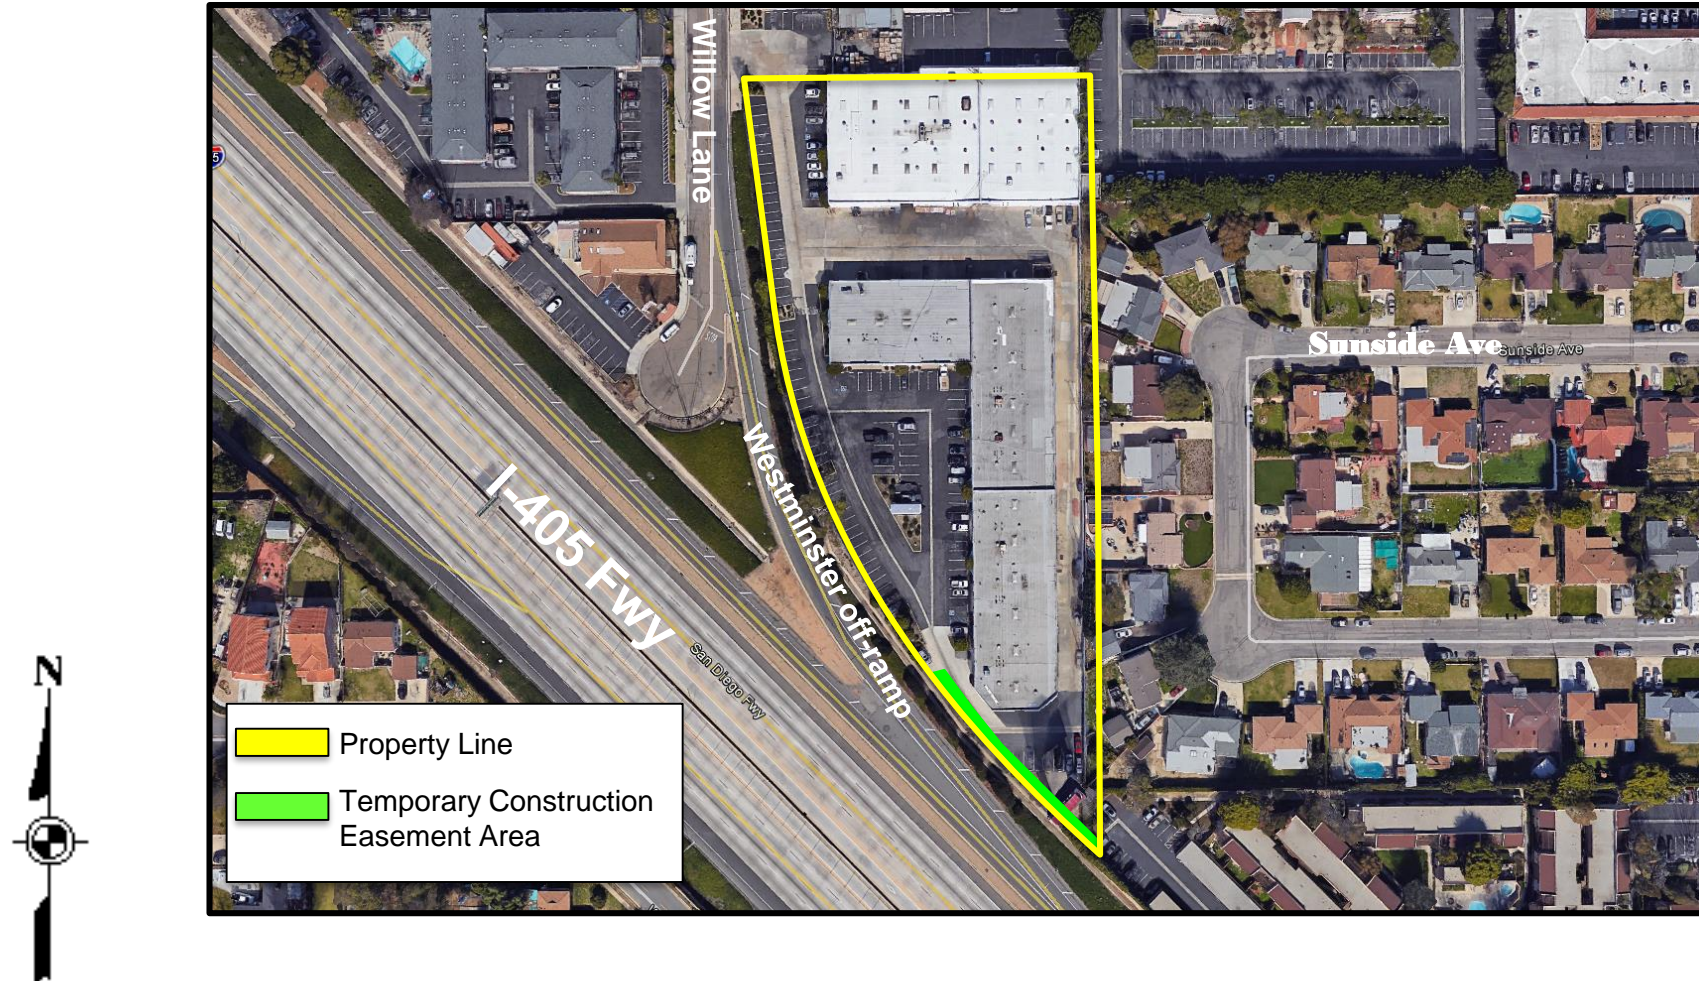 Willow Lane
5
Sunside Ave
Sunside Ave
Westminster off-ramp
I-405 Fwy
San Diego Fwy
N
Property Line
Temporary Construction
Easement Area